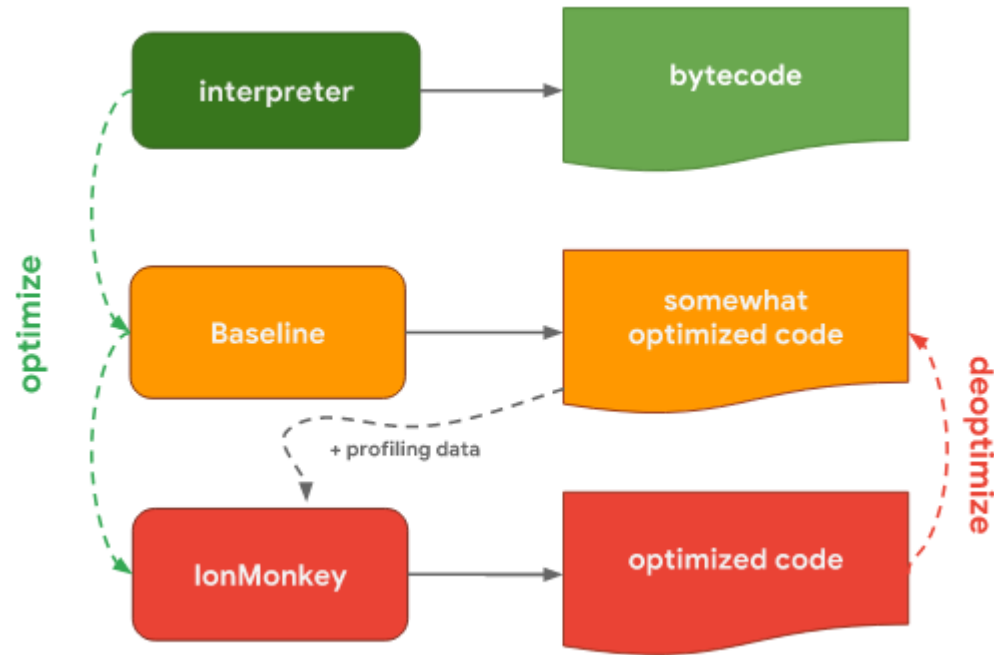 interpreter
bytecode
optimize
Baseline
somewhat
optimized code
deoptimize
+ profiling data
IonMonkey
optimized code